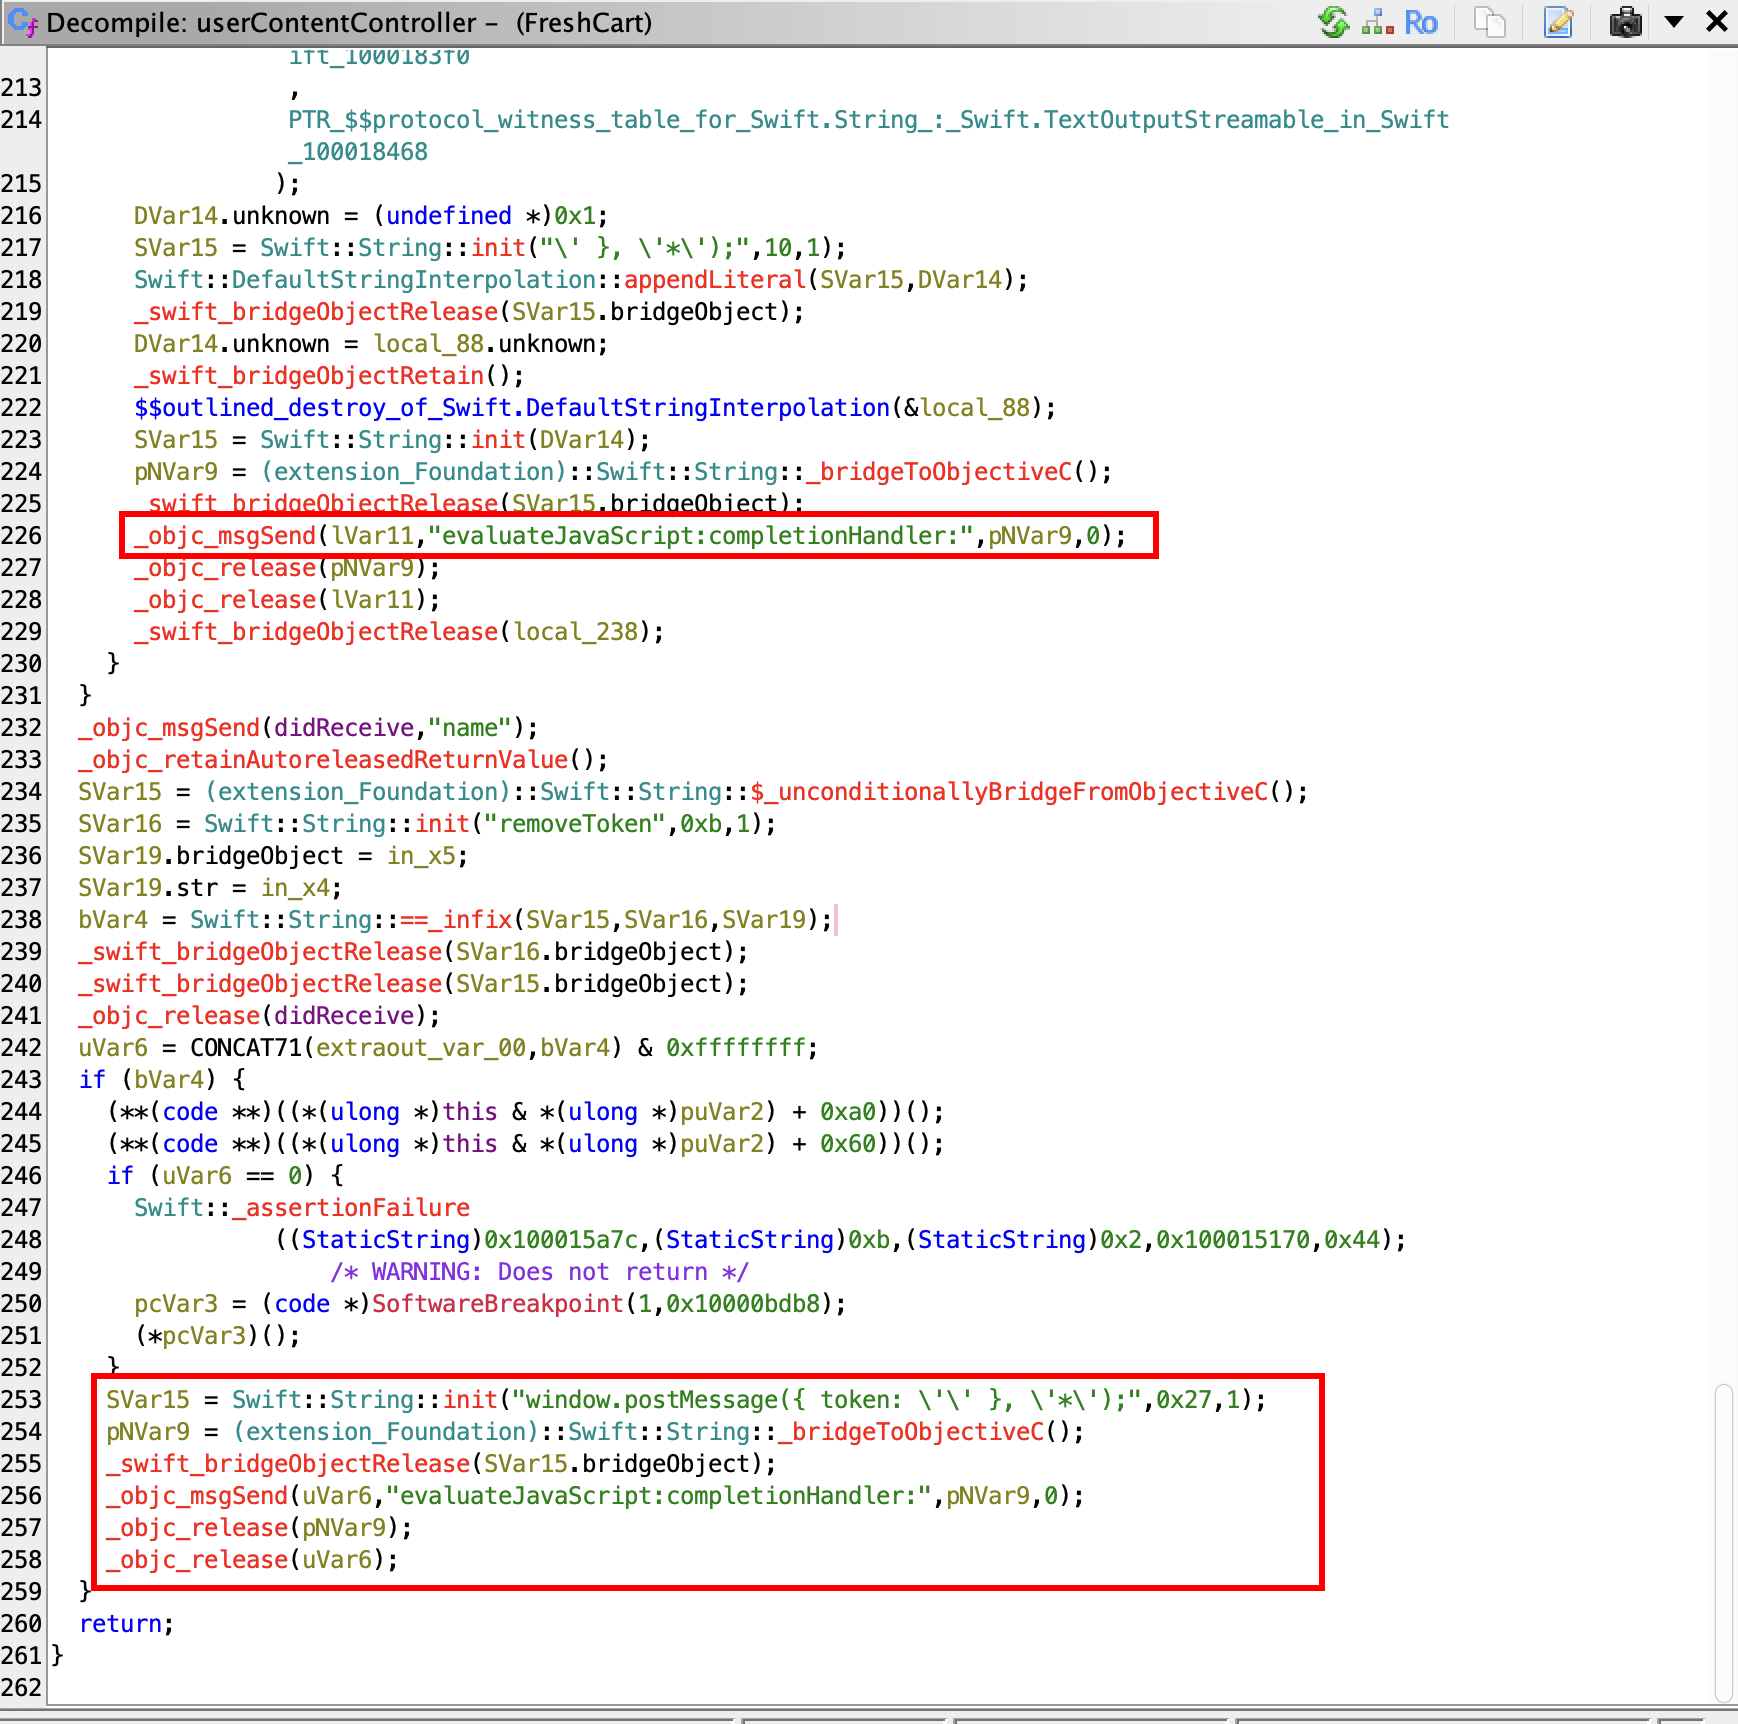 Decompile: userContentController – (FreshCart)
Ro
ift_1000183f0
213 ,
214 PTR_$$protocol_witness_table_for_Swift.String_:_Swift.TextOutputStreamable_in_Swift
_100018468
215 );
216 DVar14.unknown = (undefined *)0x1;
217 SVar15 = Swift::String::init("\' }, \'*\');",10,1);
218 Swift::DefaultStringInterpolation::appendLiteral(SVar15,DVar14);
219 _swift_bridgeObjectRelease(SVar15.bridgeObject);
220 DVar14.unknown = local_88.unknown;
221 _swift_bridgeObjectRetain();
222 $$outlined_destroy_of_Swift.DefaultStringInterpolation(&local_88);
223 SVar15 = Swift::String::init(DVar14);
224 pNVar9 = (extension_Foundation)::Swift::String::_bridgeToObjectiveC();
225 _swift_bridgeObjectRelease(SVar15.bridgeObject);
226 _objc_msgSend(lVar11,"evaluateJavaScript:completionHandler:",pNVar9,0);
227 _objc_release(pNVar9);
228 _objc_release(lVar11);
229 _swift_bridgeObjectRelease(local_238);
230 }
231 }
232 _objc_msgSend(didReceive,"name");
233 _objc_retainAutoreleasedReturnValue();
234 SVar15 = (extension_Foundation)::Swift::String::$_unconditionallyBridgeFromObjectiveC();
235 SVar16 = Swift::String::init("removeToken",0xb,1);
236 SVar19.bridgeObject = in_x5;
237 SVar19.str = in_x4;
238 bVar4 = Swift::String::==_infix(SVar15,SVar16,SVar19);
239 _swift_bridgeObjectRelease(SVar16.bridgeObject);
240 _swift_bridgeObjectRelease(SVar15.bridgeObject);
241 _objc_release(didReceive);
242 uVar6 = CONCAT71(extraout_var_00,bVar4) & 0xffffffff;
243 if (bVar4) {
244 (**(code **)((*(ulong *)this & *(ulong *)puVar2) + 0xa0))();
245 (**(code **)((*(ulong *)this & *(ulong *)puVar2) + 0x60))();
246 if (uVar6 == 0) {
247 Swift::_assertionFailure
248 ((StaticString)0x100015a7c,(StaticString)0xb,(StaticString)0x2,0x100015170,0x44);
249 /* WARNING: Does not return */
250 pcVar3 = (code *)SoftwareBreakpoint(1,0x10000bdb8);
251 (*pcVar3)();
252 }
253 SVar15 = Swift::String::init("window.postMessage({ token: \'\' }, \'*\');",0x27,1);
254 pNVar9 = (extension_Foundation)::Swift::String::_bridgeToObjectiveC();
255 _swift_bridgeObjectRelease(SVar15.bridgeObject);
256 _objc_msgSend(uVar6,"evaluateJavaScript:completionHandler:",pNVar9,0);
257 _objc_release(pNVar9);
258 _objc_release(uVar6);
259 }
260 return;
261 }
262